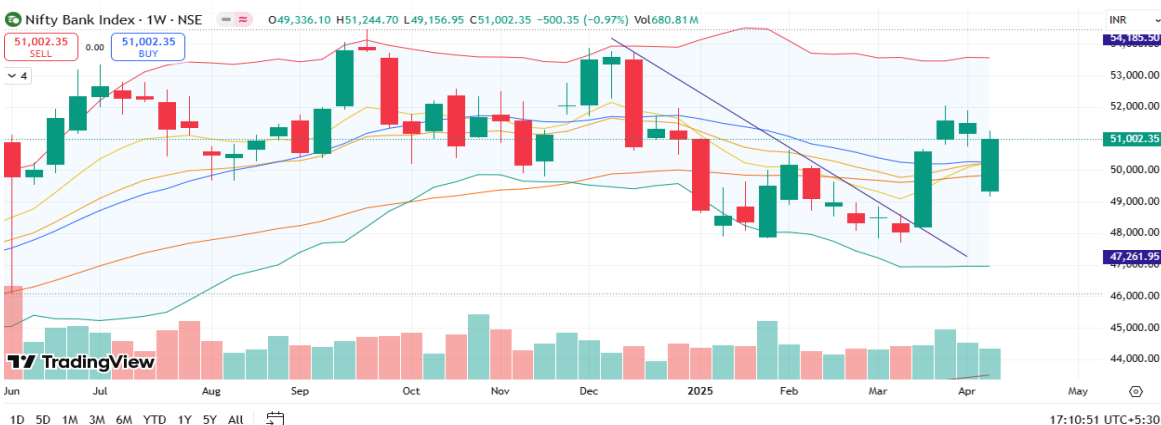 Nifty Bank Index · 1W · NSE O49,336.10 H51,244.70 L49,156.95 C51,002.35 −500.35 (−0.97%) Vol680.81M
INR
51,002.35 0.00 51,002.35
SELL BUY
4
54,185.50
53,000.00
52,000.00
51,002.35
50,000.00
49,000.00
48,000.00
47,261.95
46,000.00
45,000.00
44,000.00
TradingView
Jun Jul Aug Sep Oct Nov Dec 2025 Feb Mar Apr May
1D 5D 1M 3M 6M YTD 1Y 5Y All 17:10:51 UTC+5:30